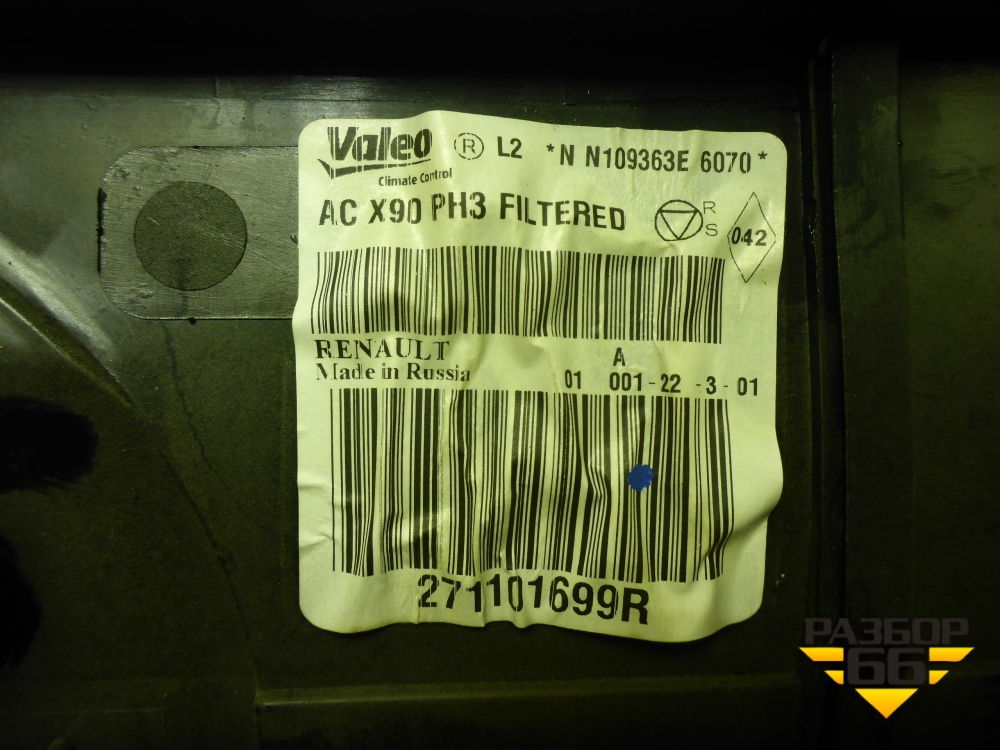 Valeo ® L2 *N N109363E 6070*
Climate Control
AC X90 PH3 FILTERED
R
S
042
RENAULT
A
Made in Russia
01 001-22 -3-01
271101699R
РАЗБОР
66